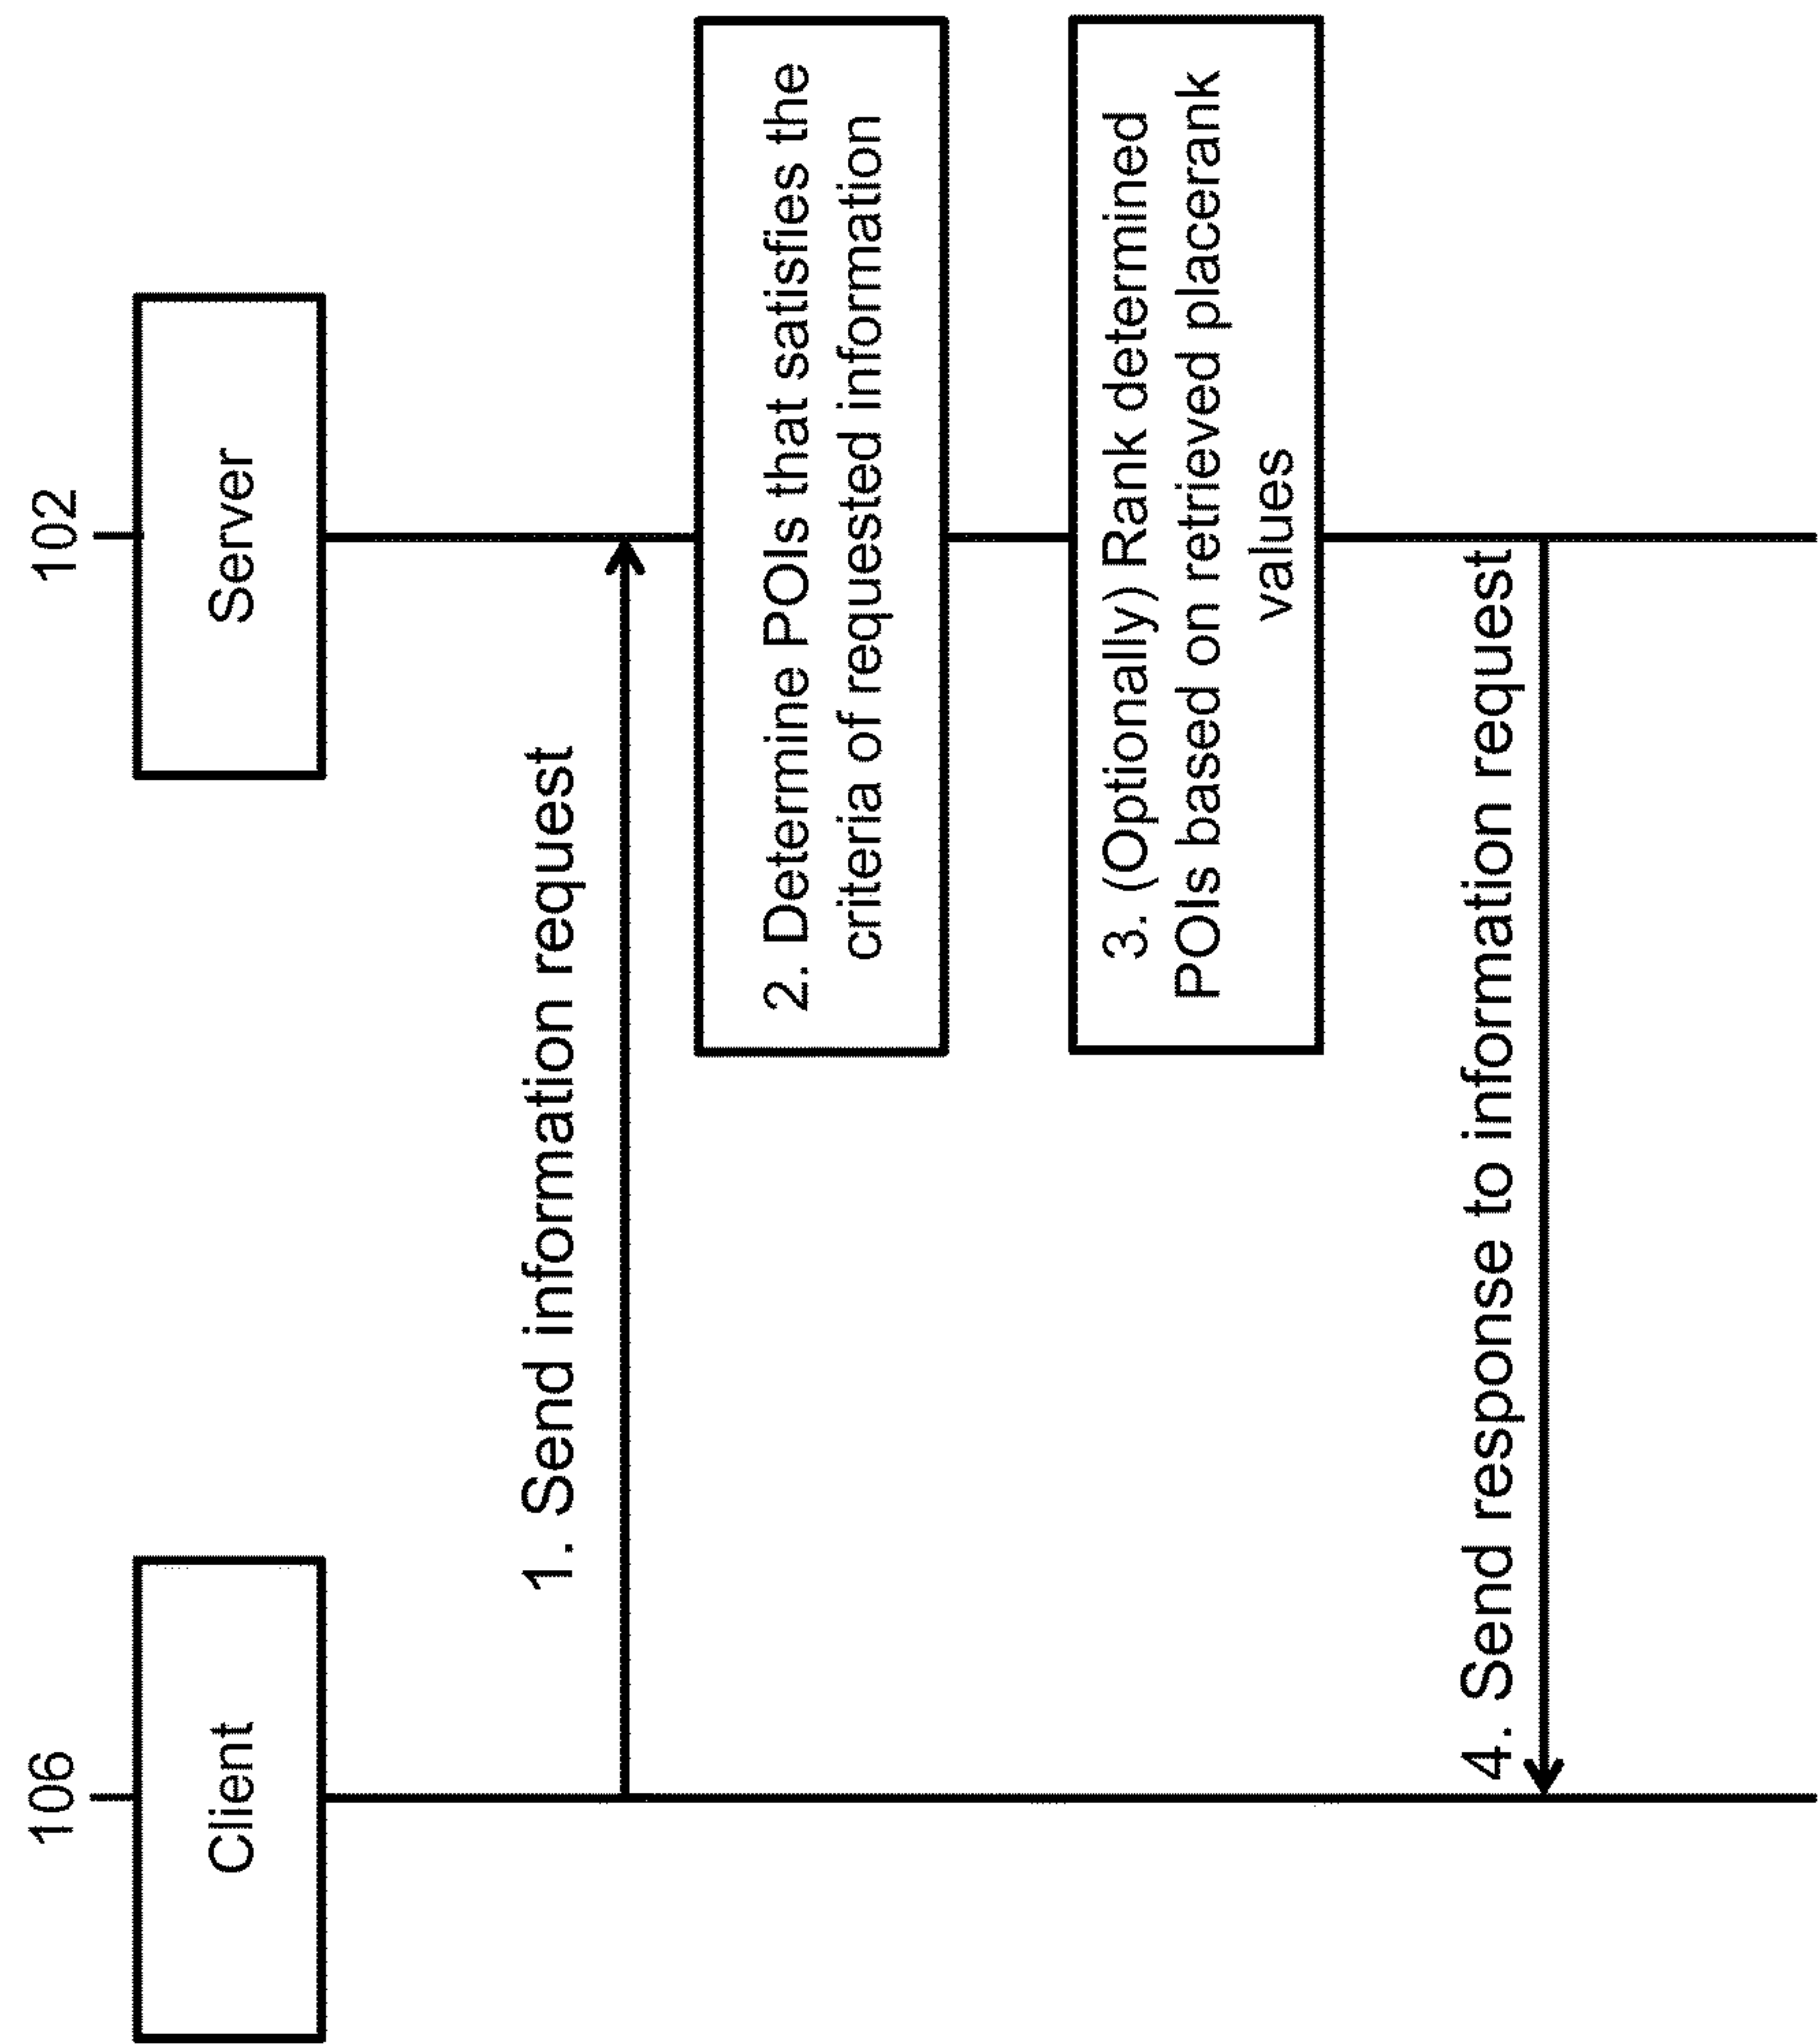 106
102
Client
Server
1. Send information request
2. Determine POIs that satisfies the
criteria of requested information
3. (Optionally) Rank determined
POIs based on retrieved placerank
values
4. Send response to information request